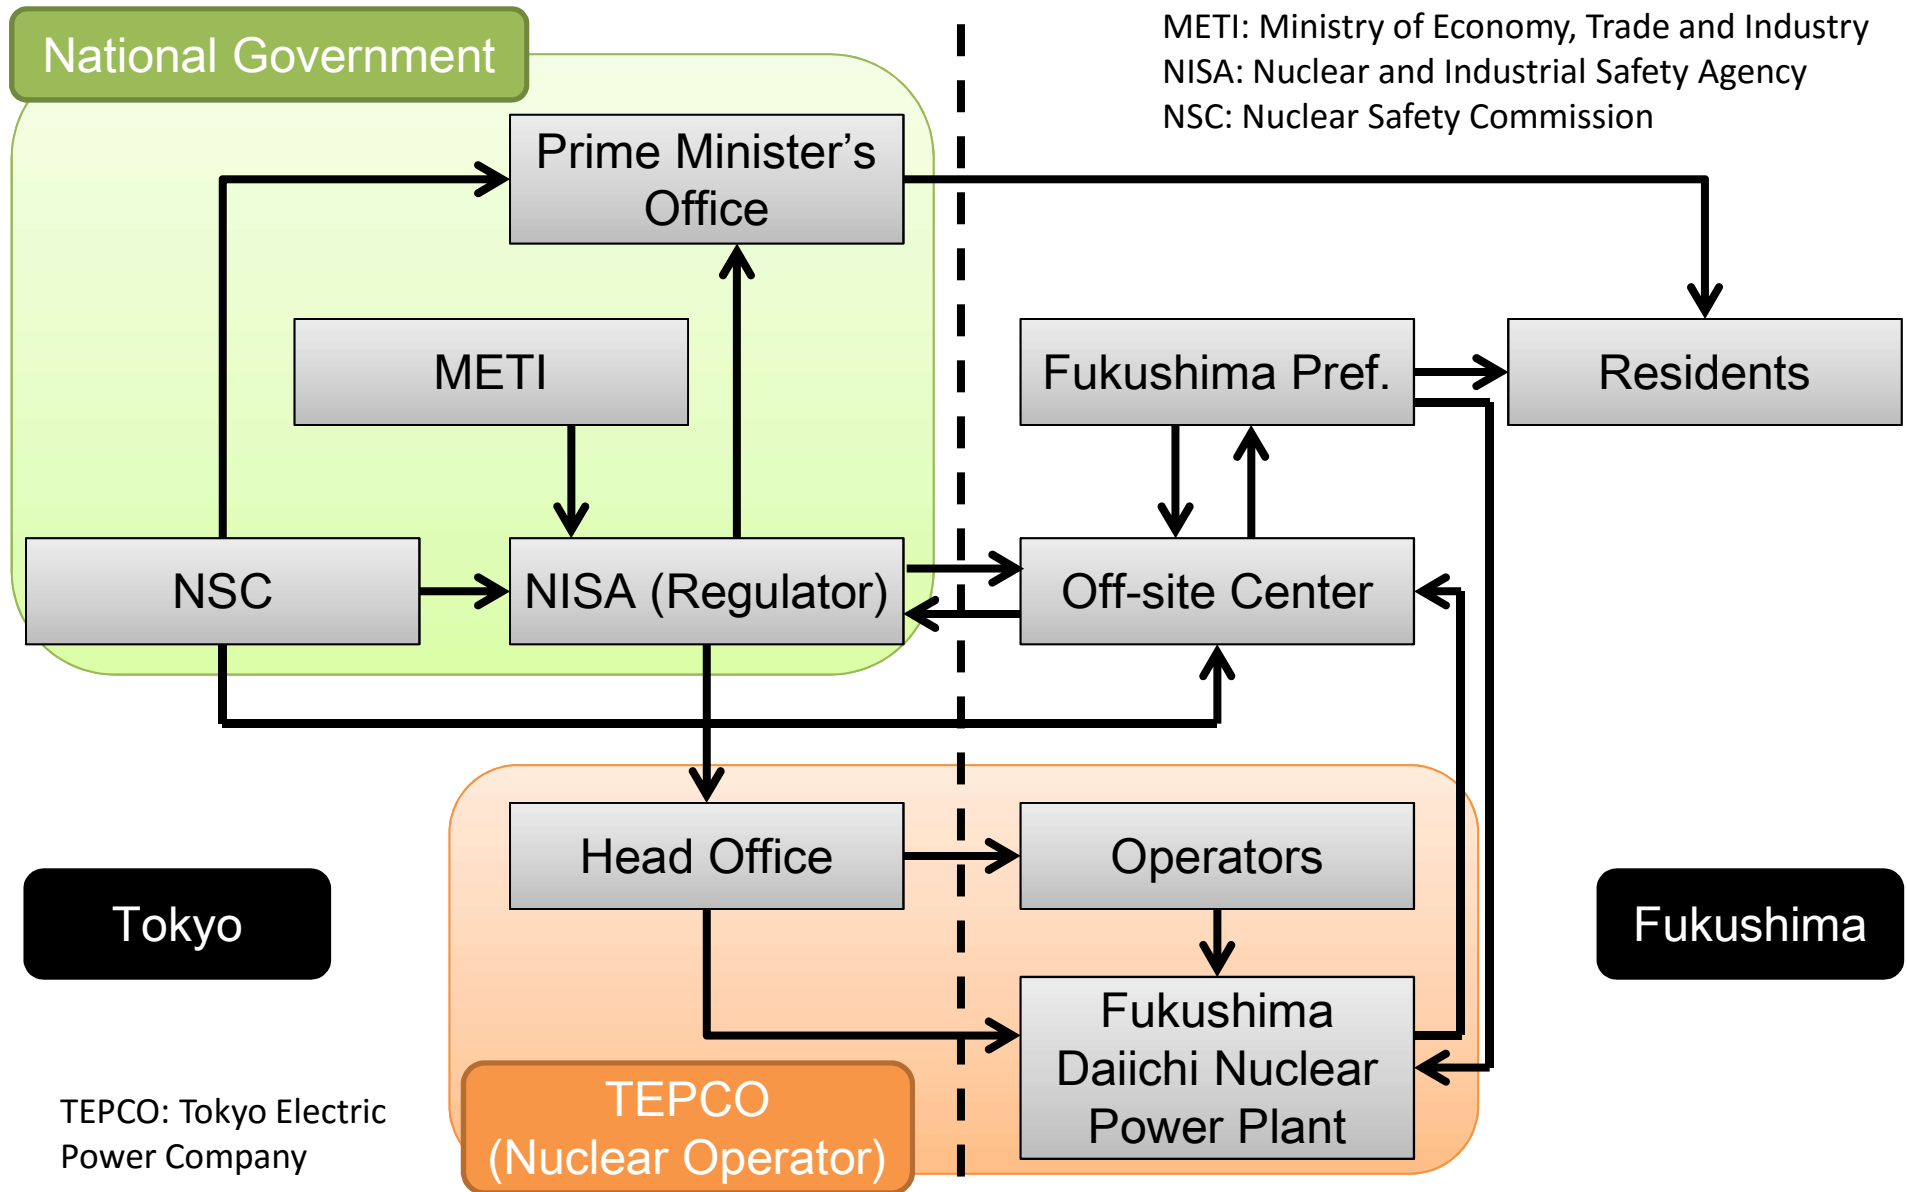 National Government
METI: Ministry of Economy, Trade and Industry
NISA: Nuclear and Industrial Safety Agency
NSC: Nuclear Safety Commission
Prime Minister’s
Office
METI
Fukushima Pref.
Residents
NSC
NISA (Regulator)
Off-site Center
Head Office
Operators
Tokyo
Fukushima
Fukushima
Daiichi Nuclear
Power Plant
TEPCO
(Nuclear Operator)
TEPCO: Tokyo Electric
Power Company